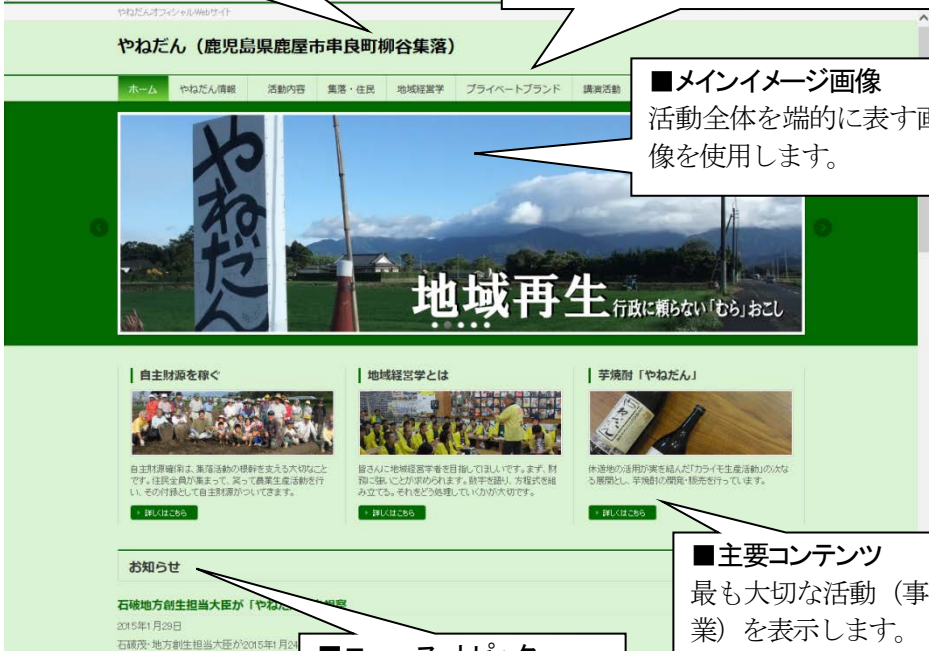 やねだんオフィシャルWebサイト
やねだん（鹿児島県鹿屋市串良町柳谷集落）
ホーム やねだん情報 活動内容 集落・住民 地域経営学 プライベートブランド 講演活動
■メインイメージ画像
活動全体を端的に表す画
像を使用します。
やねだん
地域再生 行政に頼らない「むら」おこし
自主財源を稼ぐ
自主財源確保は、集落活動の根幹を支える大切なこと
です。住民全員が集まって、笑って農業生産活動を行
い、その付録として自主財源がついてきます。
詳しくはこちら
地域経営学とは
皆さんに地域経営学者を目指してほしいです。まず、財
務に強いことが求められます。数字を語り、方程式を組
み立てる。それをどう処理していくかが大切です。
詳しくはこちら
芋焼酎「やねだん」
やねだん
休遊地の活用が実を結んだ「カライモ生産活動」の次な
る展開とし、芋焼酎の開発・販売を行っています。
詳しくはこちら
■主要コンテンツ
最も大切な活動（事
業）を表示します。
お知らせ
石破地方創生担当大臣が「やねだん
2015年1月29日
石破茂・地方創生担当大臣が2015年1月24